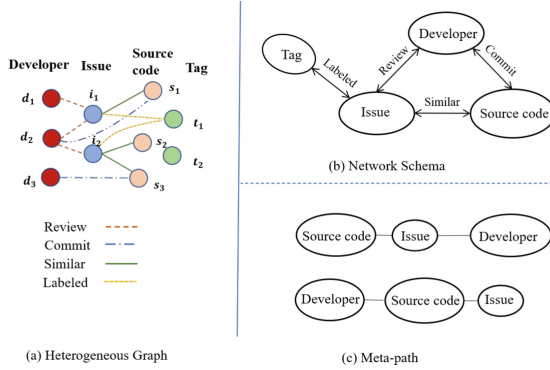 Developer Issue Source code Tag
d1 i1 s1
t1
d2 i2 s2
t2
d3 s3
Review
Commit
Similar
Labeled
(a) Heterogeneous Graph
Developer
Tag
Labeled
Review
Commit
Issue
Similar
Source code
(b) Network Schema
Source code Issue Developer
Developer Source code Issue
(c) Meta-path